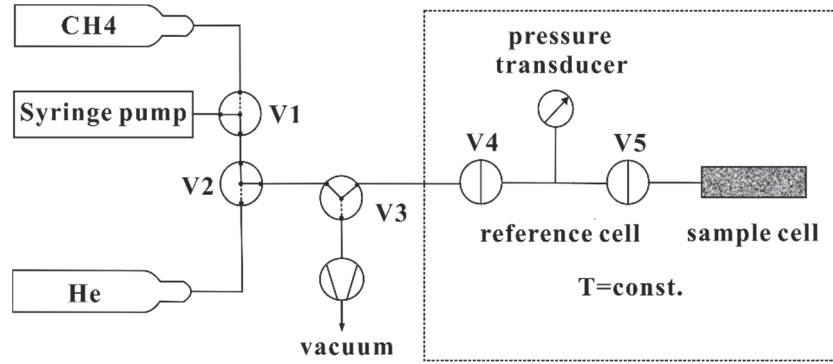 CH4
pressure
transducer
Syringe pump
V1
V4
V5
V2
V3
reference cell
sample cell
He
T=const.
vacuum